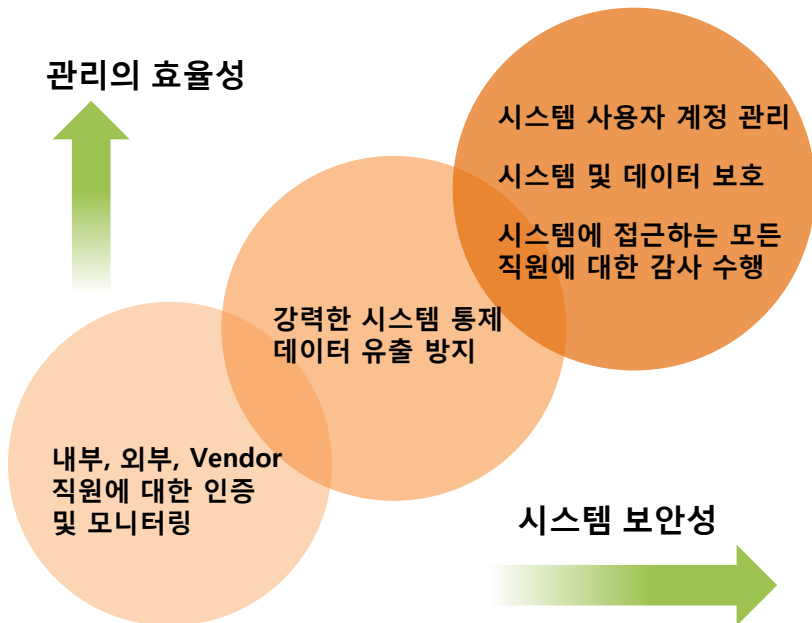 관리의 효율성
시스템 사용자 계정 관리
시스템 및 데이터 보호
시스템에 접근하는 모든
직원에 대한 감사 수행
강력한 시스템 통제
데이터 유출 방지
내부, 외부, Vendor
직원에 대한 인증
및 모니터링
시스템 보안성